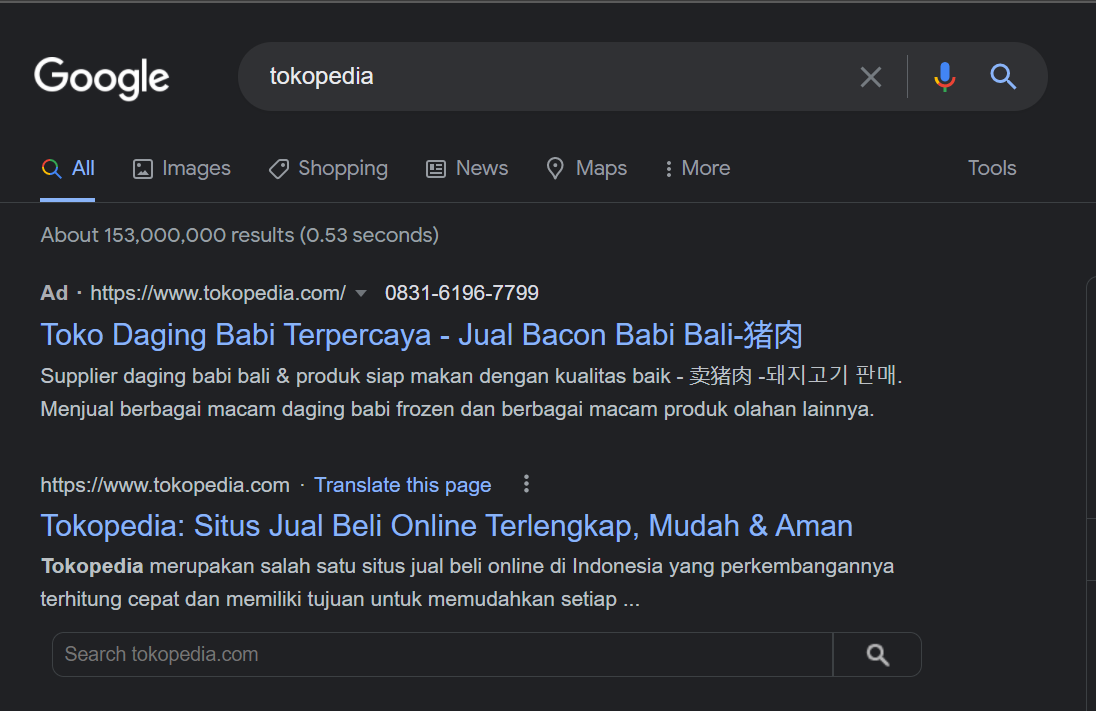 Google
tokopedia
All Images Shopping News Maps More Tools
About 153,000,000 results (0.53 seconds)
Ad · https://www.tokopedia.com/ 0831-6196-7799
Toko Daging Babi Terpercaya - Jual Bacon Babi Bali-猪肉
Supplier daging babi bali & produk siap makan dengan kualitas baik - 卖猪肉 -돼지고기 판매.
Menjual berbagai macam daging babi frozen dan berbagai macam produk olahan lainnya.
https://www.tokopedia.com · Translate this page
Tokopedia: Situs Jual Beli Online Terlengkap, Mudah & Aman
Tokopedia merupakan salah satu situs jual beli online di Indonesia yang perkembangannya
terhitung cepat dan memiliki tujuan untuk memudahkan setiap ...
Search tokopedia.com